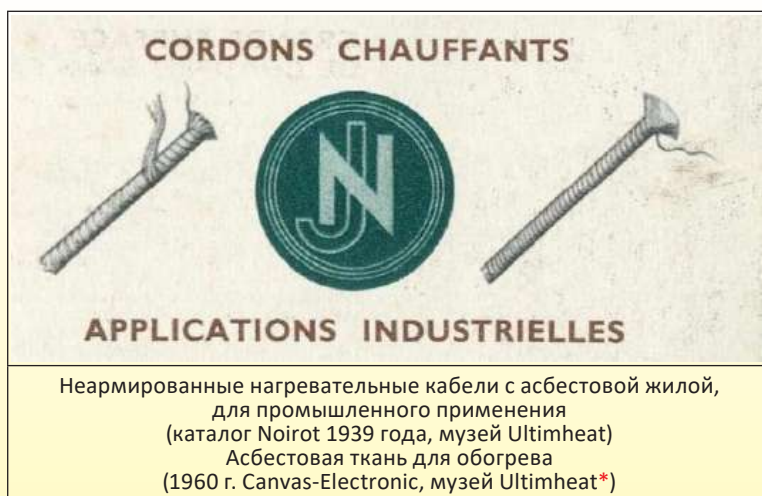 CORDONS CHAUFFANTS
JN
APPLICATIONS INDUSTRIELLES
Неармированные нагревательные кабели с асбестовой жилой,
для промышленного применения
(каталог Noirot 1939 года, музей Ultimheat)
Асбестовая ткань для обогрева
(1960 г. Canvas-Electronic, музей Ultimheat*)